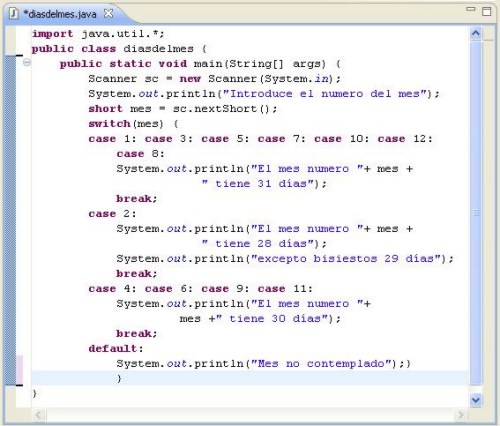 *diasdelmes.java
import java.util.*;
public class diasdelmes {
public static void main(String[] args) {
Scanner sc = new Scanner(System.in);
System.out.println("Introduce el numero del mes");
short mes = sc.nextShort();
switch(mes) {
case 1: case 3: case 5: case 7: case 10: case 12:
case 8:
System.out.println("El mes numero "+ mes +
" tiene 31 días");
break;
case 2:
System.out.println("El mes numero "+ mes +
" tiene 28 días");
System.out.println("excepto bisiestos 29 días");
break;
case 4: case 6: case 9: case 11:
System.out.println("El mes numero "+
mes +" tiene 30 días");
break;
default:
System.out.println("Mes no contemplado");}
}
}